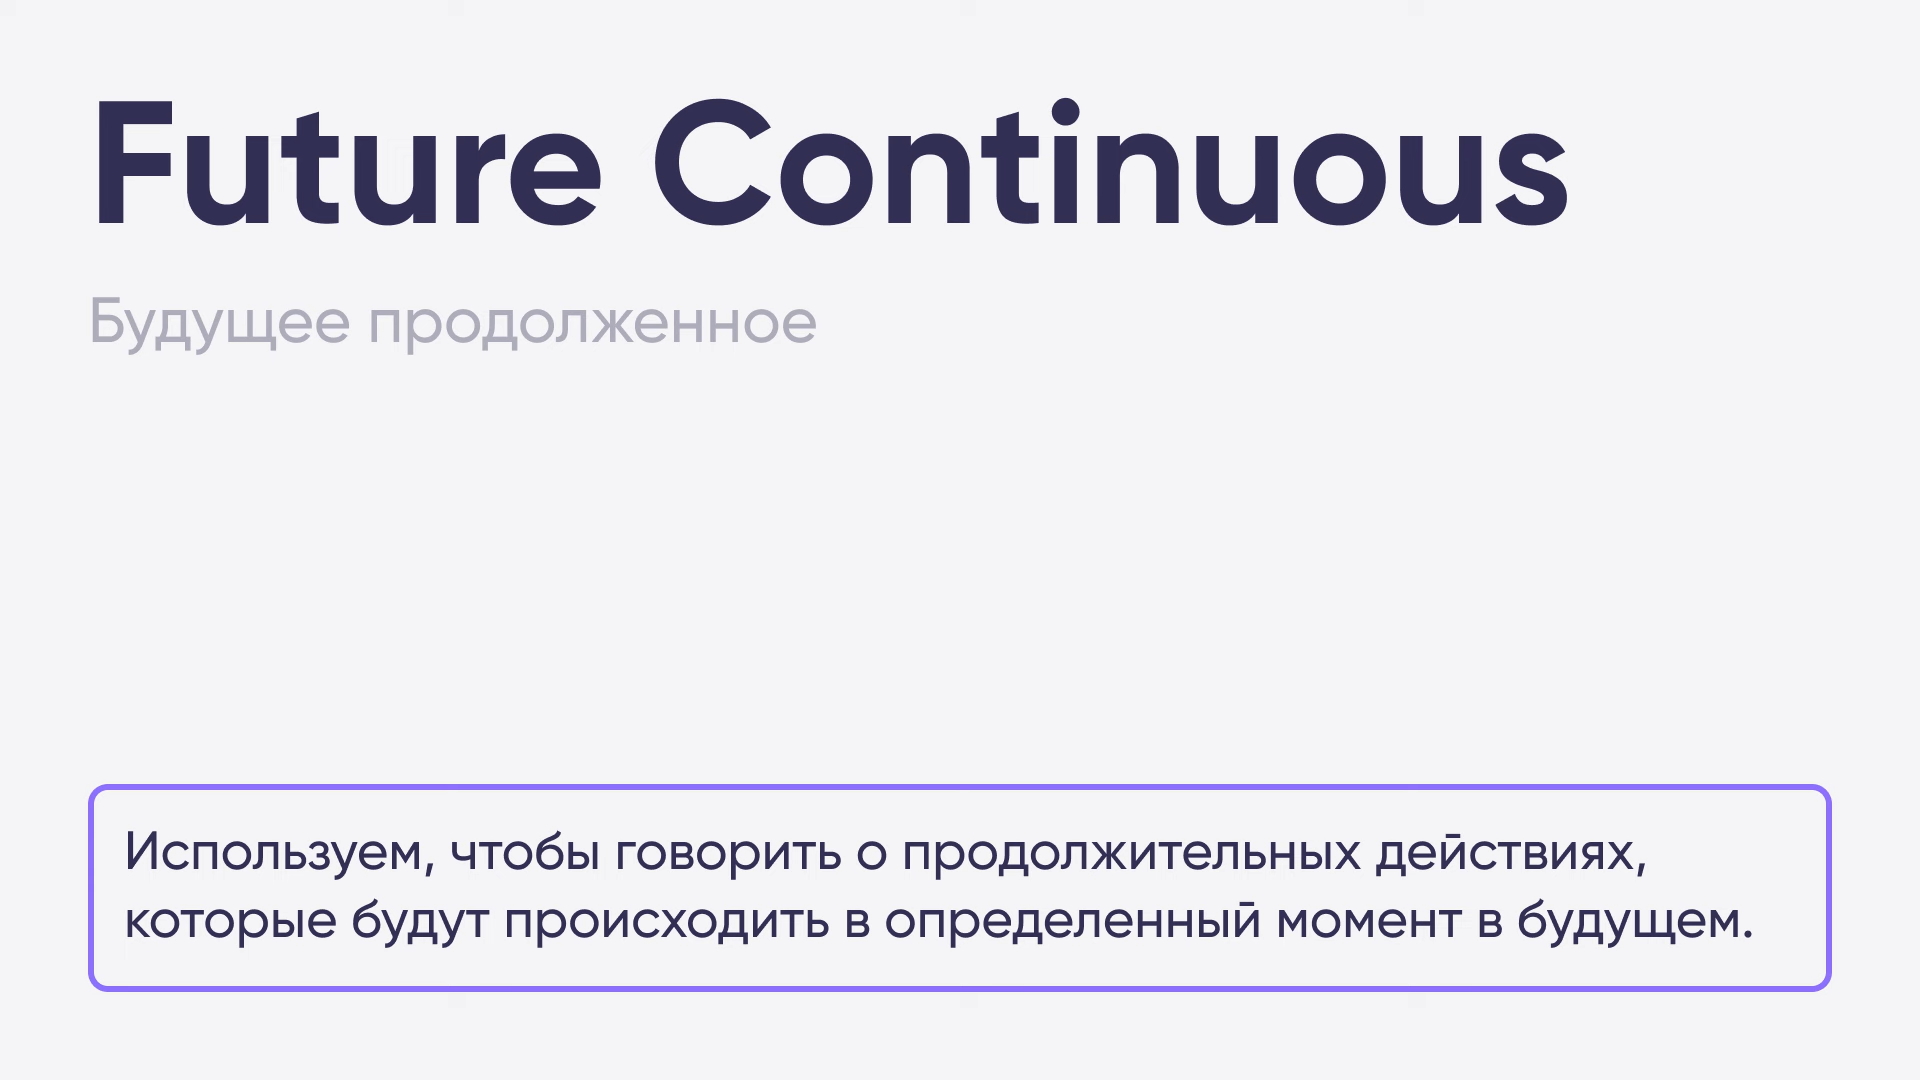 Future Continuous
Будущее продолженное
Используем, чтобы говорить о продолжительных действиях,
которые будут происходить в определенный момент в будущем.